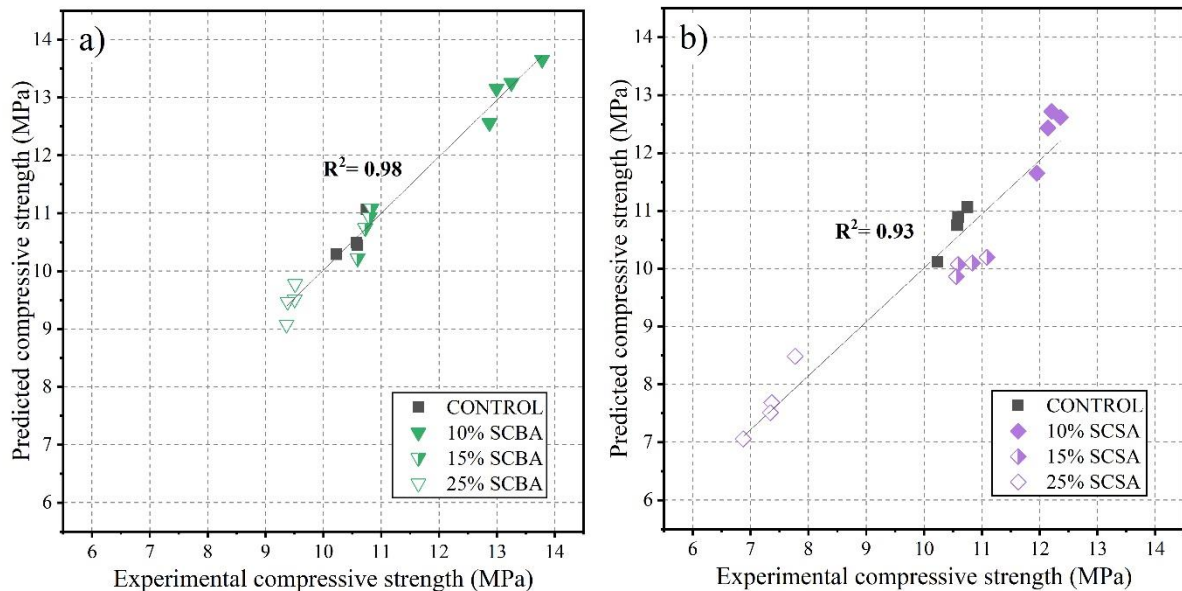 a)
Predicted compressive strength (MPa)
14
13
12
11
10
9
8
7
6
R²= 0.98
CONTROL
10% SCBA
15% SCBA
25% SCBA
6 7 8 9 10 11 12 13 14
Experimental compressive strength (MPa)
b)
Predicted compressive strength (MPa)
14
13
12
11
10
9
8
7
6
R²= 0.93
CONTROL
10% SCSA
15% SCSA
25% SCSA
6 7 8 9 10 11 12 13 14
Experimental compressive strength (MPa)